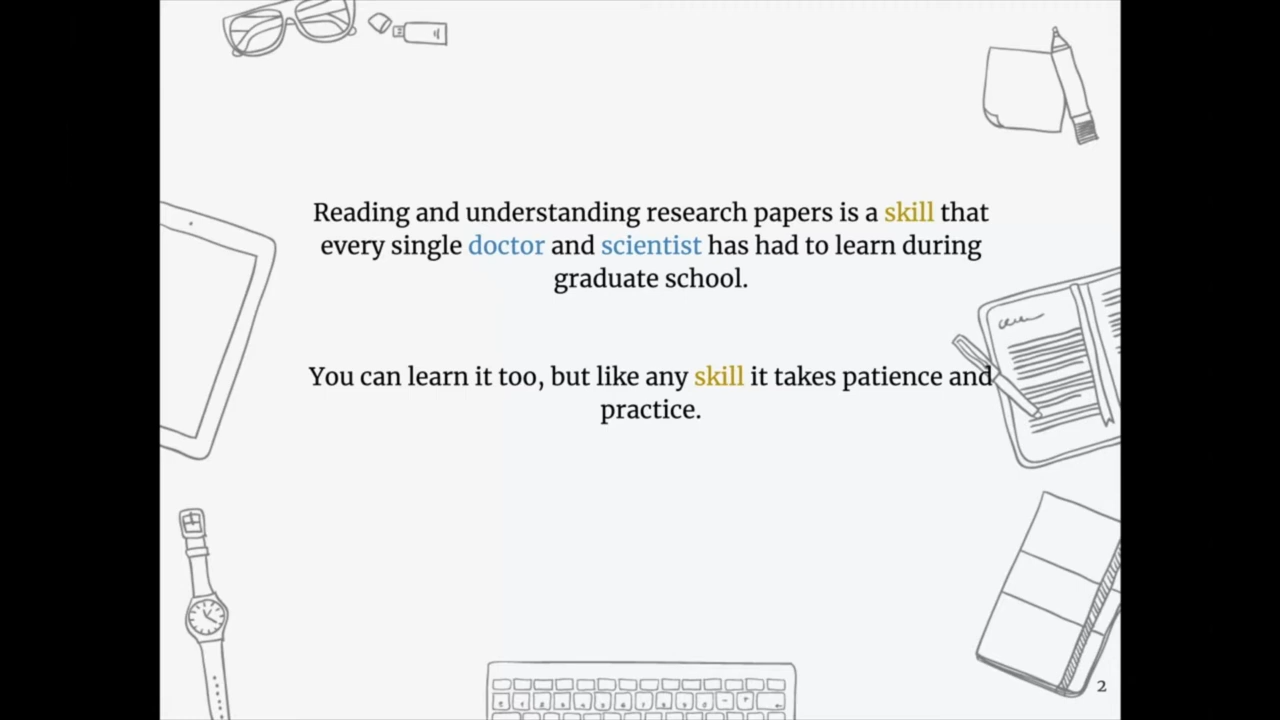 Reading and understanding research papers is a skill that
every single doctor and scientist has had to learn during
graduate school.
You can learn it too, but like any skill it takes patience and
practice.
2